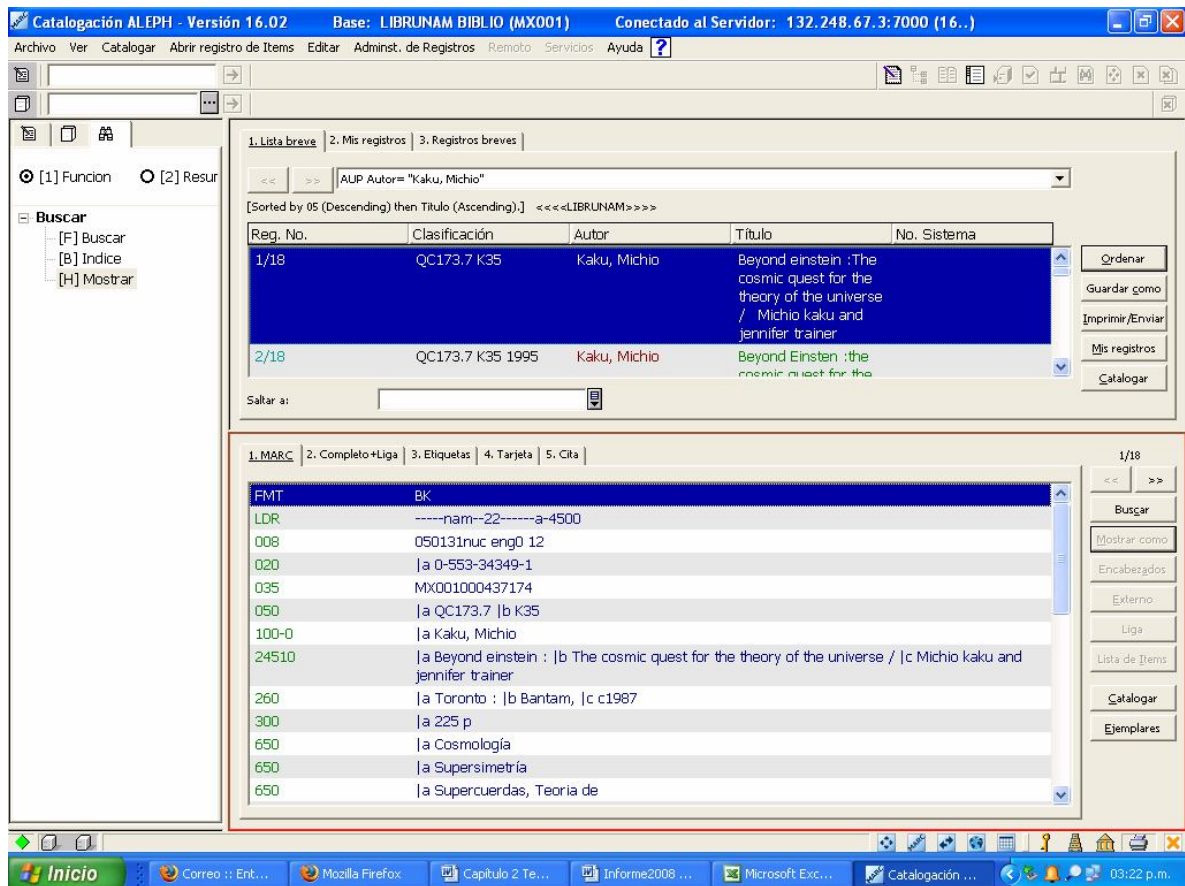 Catalogación ALEPH - Versión 16.02 Base: LIBRUNAM BIBLIO (MX001) Conectado al Servidor: 132.248.67.3:7000 (16..)
Archivo Ver Catalogar Abrir registro de Items Editar Adminst. de Registros Remoto Servicios Ayuda ?
[1] Funcion [2] Resur
Buscar
[F] Buscar
[B] Indice
[H] Mostrar
1. Lista breve 2. Mis registros 3. Registros breves
<< >> AUP Autor= "Kaku, Michio"
[Sorted by 05 (Descending) then Titulo (Ascending).] <<<<LIBRUNAM>>>>
Reg. No. Clasificación Autor Título No. Sistema
1/18 QC173.7 K35 Kaku, Michio Beyond einstein :The
cosmic quest for the
theory of the universe
/ Michio kaku and
jennifer trainer
2/18 QC173.7 K35 1995 Kaku, Michio Beyond Einsten :the
cosmic quest for the
Saltar a:
Ordenar
Guardar como
Imprimir/Enviar
Mis registros
Catalogar
1. MARC 2. Completo+Liga 3. Etiquetas 4. Tarjeta 5. Cita
FMT BK
LDR -----nam--22------a-4500
008 050131nuc eng0 12
020 |a 0-553-34349-1
035 MX001000437174
050 |a QC173.7 |b K35
100-0 |a Kaku, Michio
24510 |a Beyond einstein : |b The cosmic quest for the theory of the universe / |c Michio kaku and
jennifer trainer
260 |a Toronto : |b Bantam, |c c1987
300 |a 225 p
650 |a Cosmología
650 |a Supersimetría
650 |a Supercuerdas, Teoria de
1/18
<< >>
Buscar
Mostrar como
Encabezados
Externo
Liga
Lista de Items
Catalogar
Ejemplares
Inicio Correo :: Ent... Mozilla Firefox Capítulo 2 Te... Informe2008 ... Microsoft Exc... Catalogación ... 03:22 p.m.